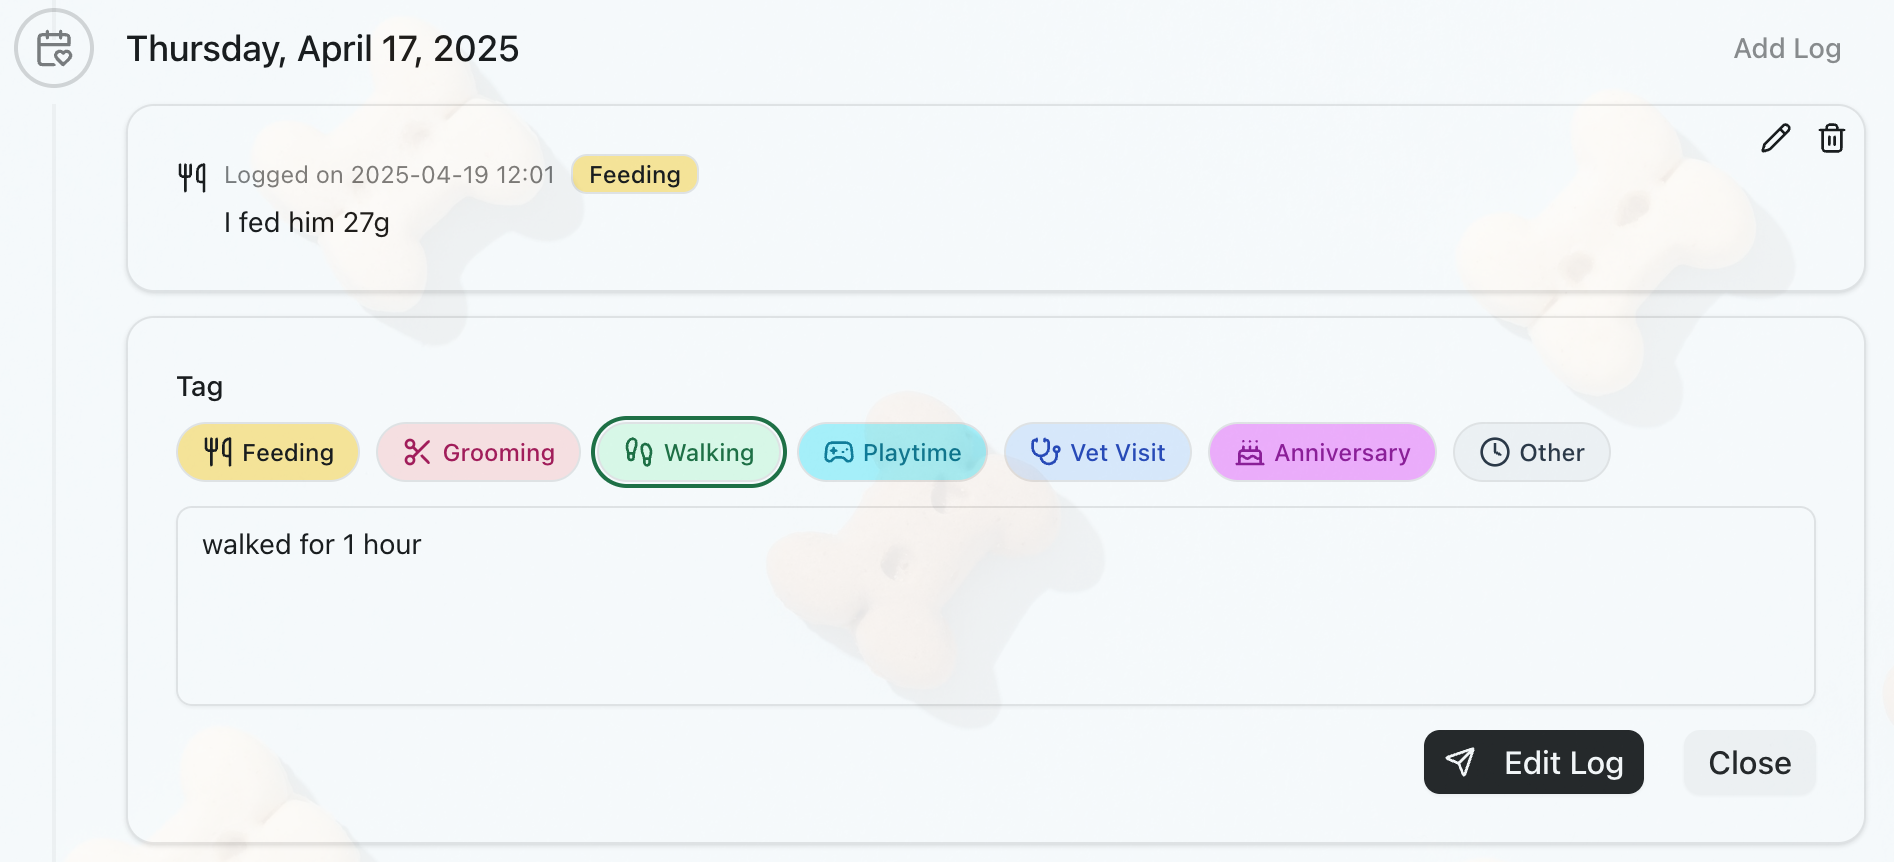 Thursday, April 17, 2025
Add Log
Logged on 2025-04-19 12:01 Feeding
I fed him 27g
Tag
Feeding Grooming Walking Playtime Vet Visit Anniversary Other
walked for 1 hour
Edit Log Close